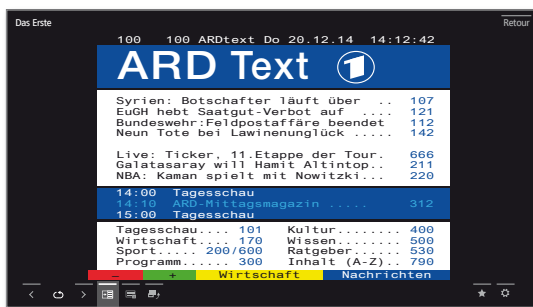 Das Erste
Retour
100 100 ARDtext Do 20.12.14 14:12:42
ARD Text 1
Syrien: Botschafter läuft über .. 107
EuGH hebt Saatgut-Verbot auf .... 121
Bundeswehr:Feldpostaffäre beendet 112
Neun Tote bei Lawinenunglück ..... 142
Live: Ticker, 11.Etappe der Tour. 666
Galatasaray will Hamit Altintop.. 211
NBA: Kaman spielt mit Nowitzki... 220
14:00 Tagesschau
14:10 ARD-Mittagsmagazin ..... 312
15:00 Tagesschau
Tagesschau.... 101 Kultur........ 400
Wirtschaft.... 170 Wissen........ 500
Sport..... 200/600 Ratgeber...... 530
Programm...... 300 Inhalt (A-Z).. 790
– + Wirtschaft Nachrichten